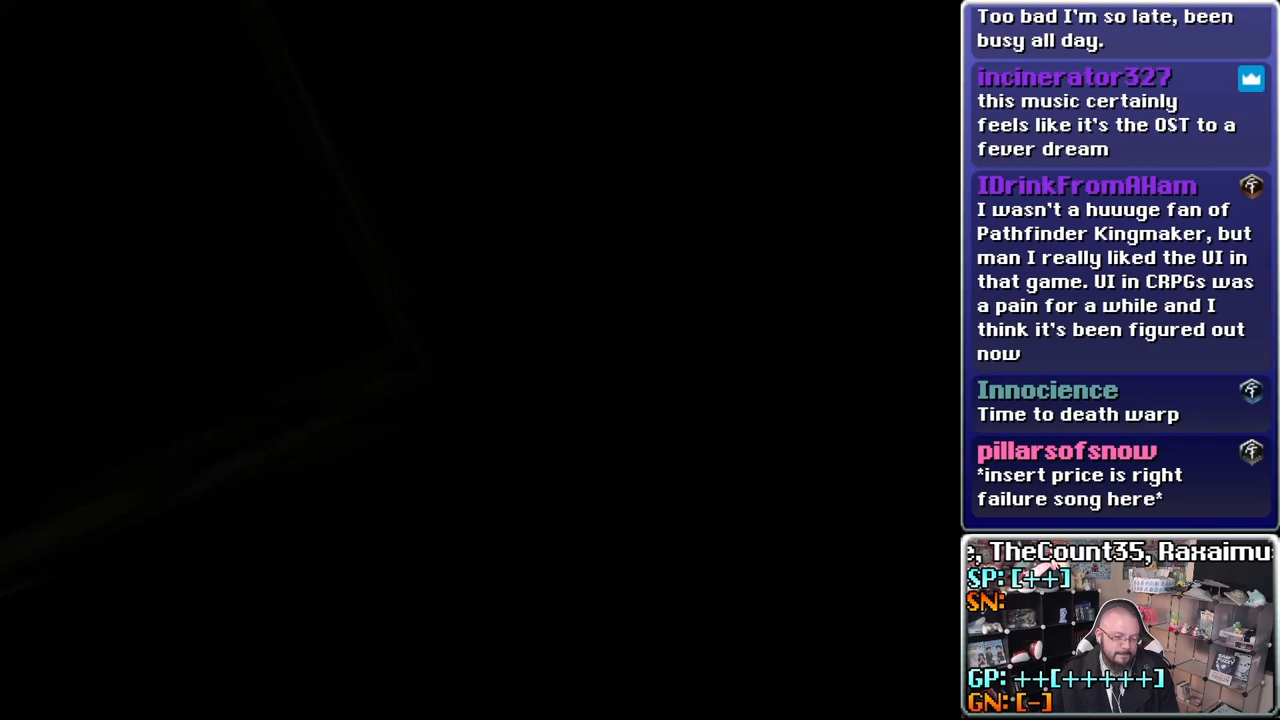 Too bad I'm so late, been
busy all day.
incinerator327
this music certainly
feels like it's the OST to a
fever dream
IDrinkFromAHam
I wasn't a huuuge fan of
Pathfinder Kingmaker, but
man I really liked the UI in
that game. UI in CRPGs was
a pain for a while and I
think it's been figured out
now
Innocience
Time to death warp
pillarsofsnow
*insert price is right
failure song here*
e, TheCount35, Raxaimu
SP: [++]
SN:
GP: ++[+++++]
GN: [-]